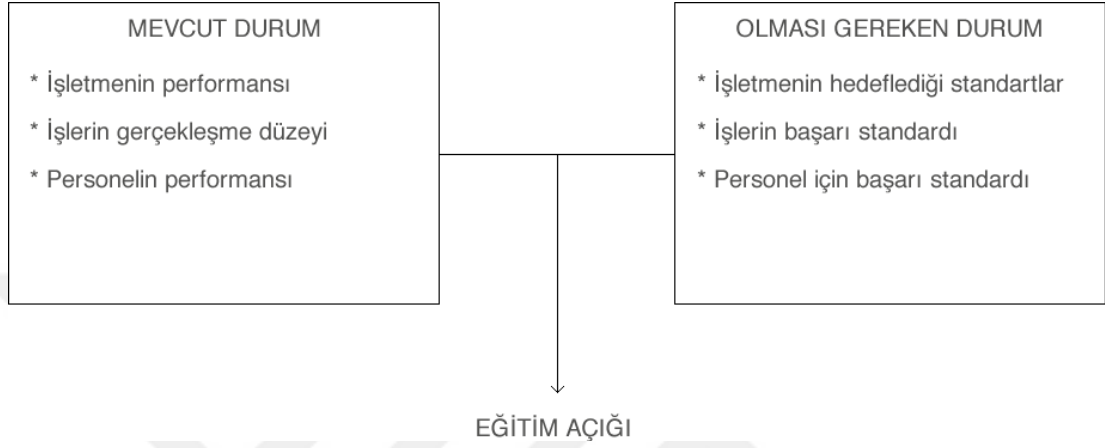 MEVCUT DURUM
* İşletmenin performansı
* İşlerin gerçekleşme düzeyi
* Personelin performansı
OLMASI GEREKEN DURUM
* İşletmenin hedeflediği standartlar
* İşlerin başarı standardı
* Personel için başarı standardı
EĞİTİM AÇIĞI